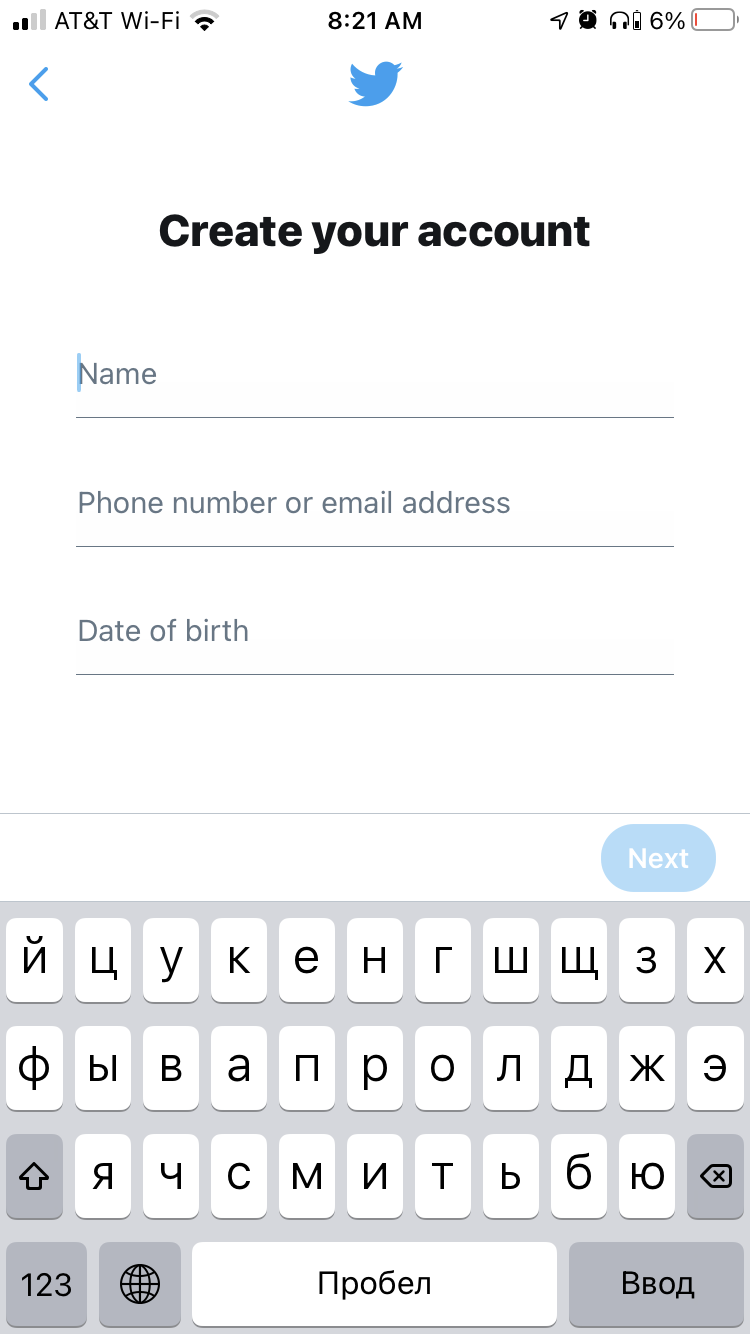 AT&T Wi-Fi 8:21 AM 6%
Create your account
Name
Phone number or email address
Date of birth
Next
й ц у к е н г ш щ з х
ф ы в а п р о л д ж э
я ч с м и т ь б ю
123 Пробел Ввод